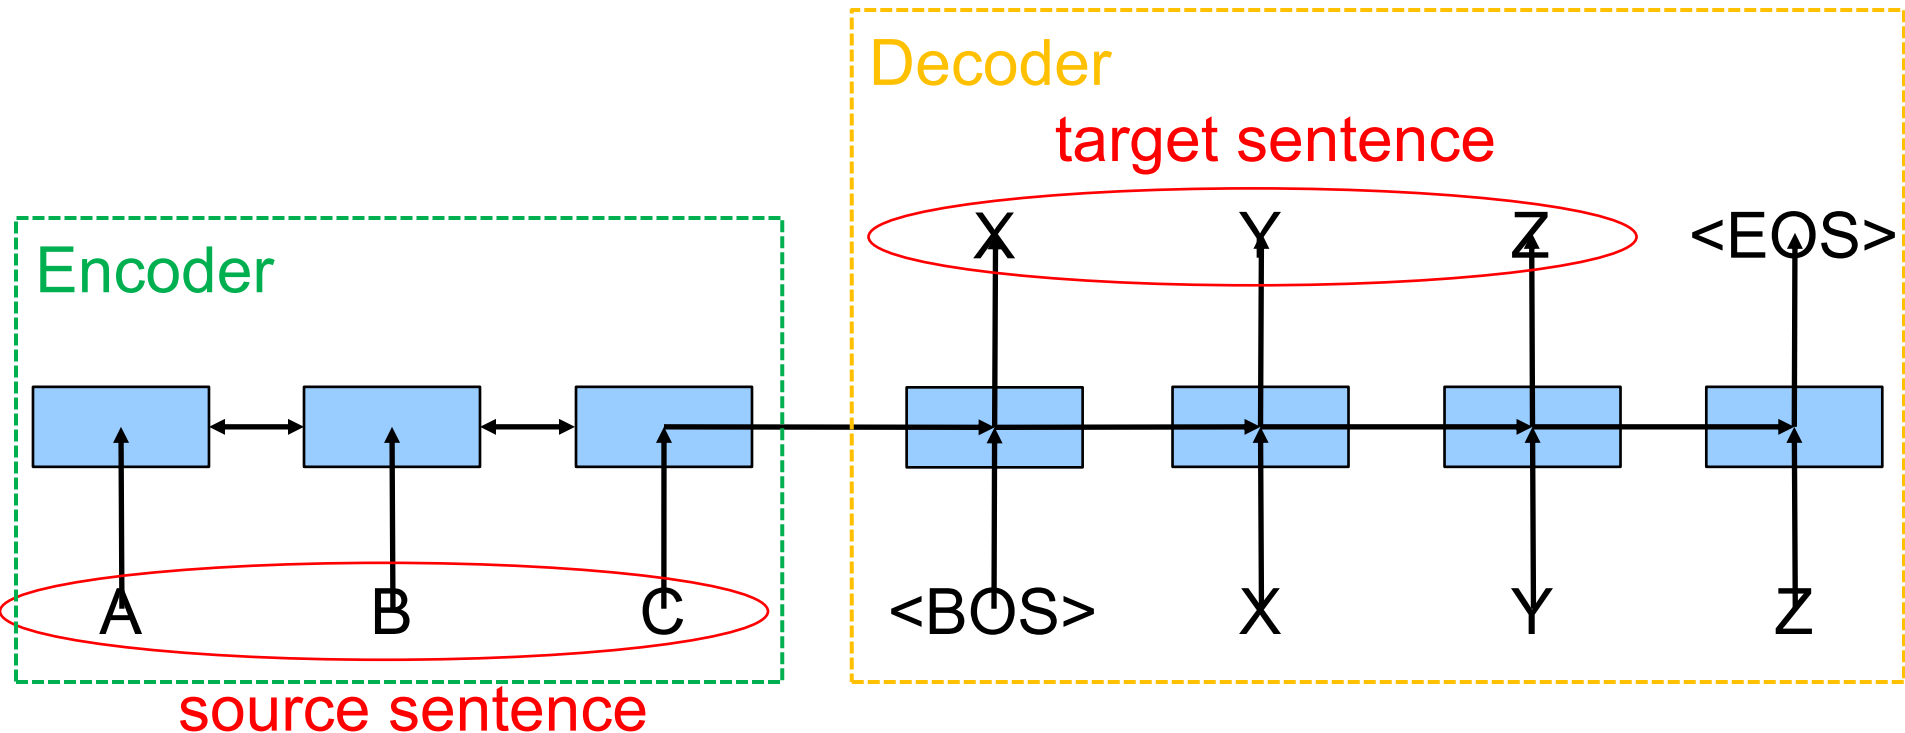 Decoder
target sentence
X Y Z <EOS>
Encoder
A B C <BOS> X Y Z
source sentence